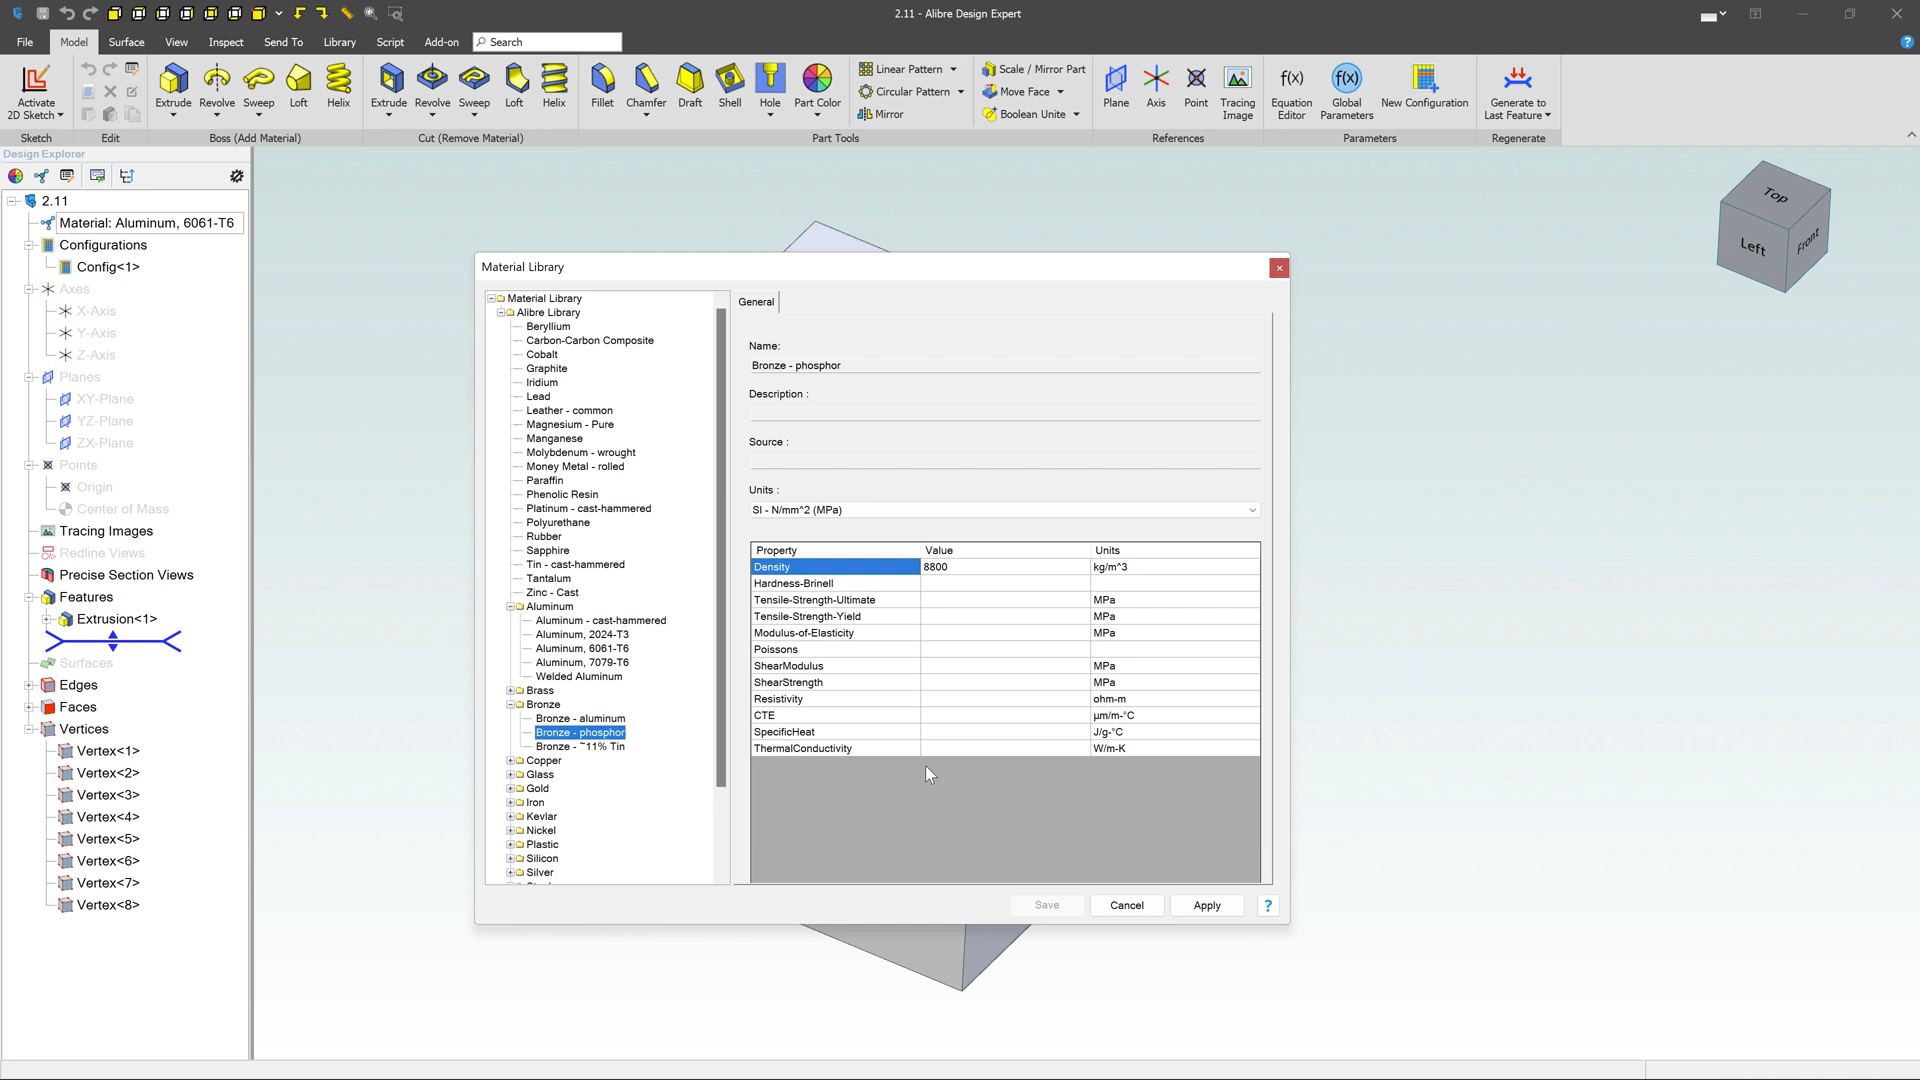 2.11 - Alibre Design Expert
File Model Surface View Inspect Send To Library Script Add-on Search
Activate 2D Sketch
Sketch
Edit
Extrude Revolve Sweep Loft Helix
Boss (Add Material)
Extrude Revolve Sweep Loft Helix
Cut (Remove Material)
Fillet Chamfer Draft Shell Hole Part Color
Linear Pattern
Circular Pattern
Mirror
Scale / Mirror Part
Move Face
Boolean Unite
Part Tools
Plane Axis Point Tracing Image
References
f(x) Equation Editor
f(x) Global Parameters
New Configuration
Parameters
Generate to Last Feature
Regenerate
Design Explorer
2.11
Material: Aluminum, 6061-T6
Configurations
Config<1>
Axes
X-Axis
Y-Axis
Z-Axis
Planes
XY-Plane
YZ-Plane
ZX-Plane
Points
Origin
Center of Mass
Tracing Images
Redline Views
Precise Section Views
Features
Extrusion<1>
Surfaces
Edges
Faces
Vertices
Vertex<1>
Vertex<2>
Vertex<3>
Vertex<4>
Vertex<5>
Vertex<6>
Vertex<7>
Vertex<8>
Top
Left
Front
Material Library
Material Library
Alibre Library
Beryllium
Carbon-Carbon Composite
Cobalt
Graphite
Iridium
Lead
Leather - common
Magnesium - Pure
Manganese
Molybdenum - wrought
Money Metal - rolled
Paraffin
Phenolic Resin
Platinum - cast-hammered
Polyurethane
Rubber
Sapphire
Tin - cast-hammered
Tantalum
Zinc - Cast
Aluminum
Aluminum - cast-hammered
Aluminum, 2024-T3
Aluminum, 6061-T6
Aluminum, 7079-T6
Welded Aluminum
Brass
Bronze
Bronze - aluminum
Bronze - phosphor
Bronze - ~11% Tin
Copper
Glass
Gold
Iron
Kevlar
Nickel
Plastic
Silicon
Silver
General
Name:
Bronze - phosphor
Description :
Source :
Units :
SI - N/mm^2 (MPa)
Property Value Units
Density 8800 kg/m^3
Hardness-Brinell
Tensile-Strength-Ultimate MPa
Tensile-Strength-Yield MPa
Modulus-of-Elasticity MPa
Poissons
ShearModulus MPa
ShearStrength MPa
Resistivity ohm-m
CTE µm/m-°C
SpecificHeat J/g-°C
ThermalConductivity W/m-K
Save Cancel Apply ?